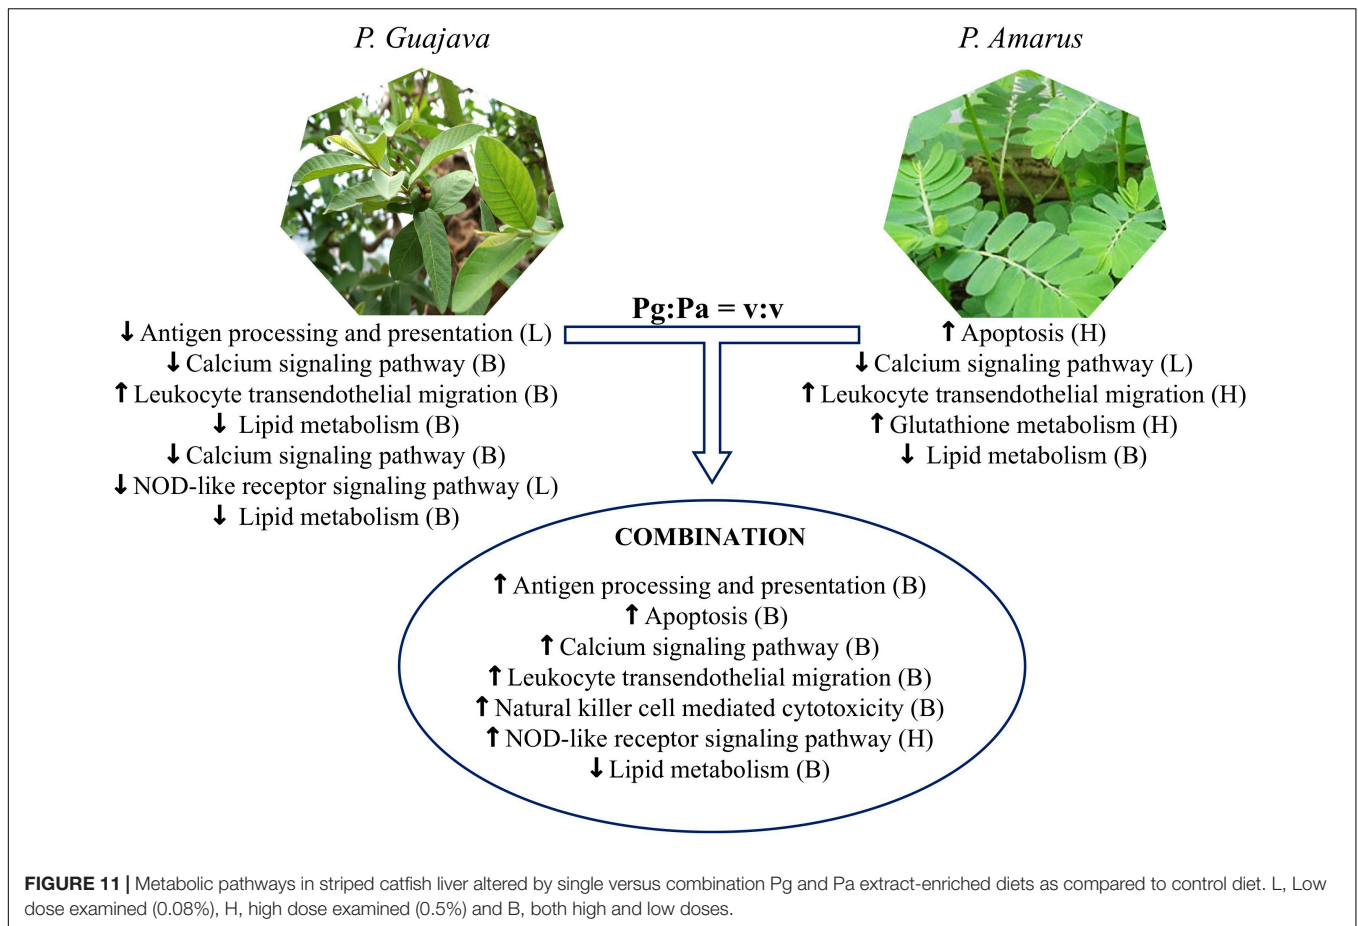 P. Guajava
P. Amarus
↓ Antigen processing and presentation (L)
↓ Calcium signaling pathway (B)
↑ Leukocyte transendothelial migration (B)
↓ Lipid metabolism (B)
↓ Calcium signaling pathway (B)
↓ NOD-like receptor signaling pathway (L)
↓ Lipid metabolism (B)
Pg:Pa = v:v
↑ Apoptosis (H)
↓ Calcium signaling pathway (L)
↑ Leukocyte transendothelial migration (H)
↑ Glutathione metabolism (H)
↓ Lipid metabolism (B)
COMBINATION
↑ Antigen processing and presentation (B)
↑ Apoptosis (B)
↑ Calcium signaling pathway (B)
↑ Leukocyte transendothelial migration (B)
↑ Natural killer cell mediated cytotoxicity (B)
↑ NOD-like receptor signaling pathway (H)
↓ Lipid metabolism (B)
FIGURE 11 | Metabolic pathways in striped catfish liver altered by single versus combination Pg and Pa extract-enriched diets as compared to control diet. L, Low
dose examined (0.08%), H, high dose examined (0.5%) and B, both high and low doses.